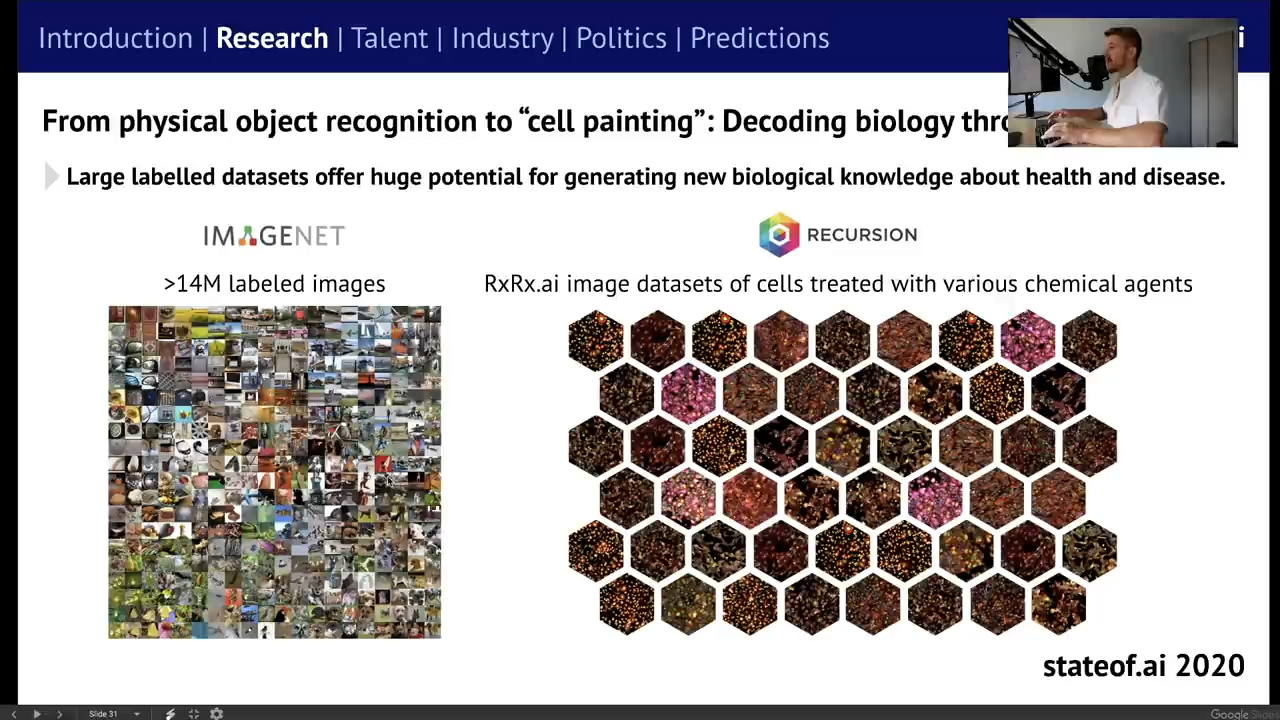 Introduction | Research | Talent | Industry | Politics | Predictions
i
From physical object recognition to “cell painting”: Decoding biology
Large labelled datasets offer huge potential for generating new biological knowledge about health and disease.
IMAGENET
RECURSION
>14M labeled images
RxRx.ai image datasets of cells treated with various chemical agents
stateof.ai 2020
Slide 31
Google Slides